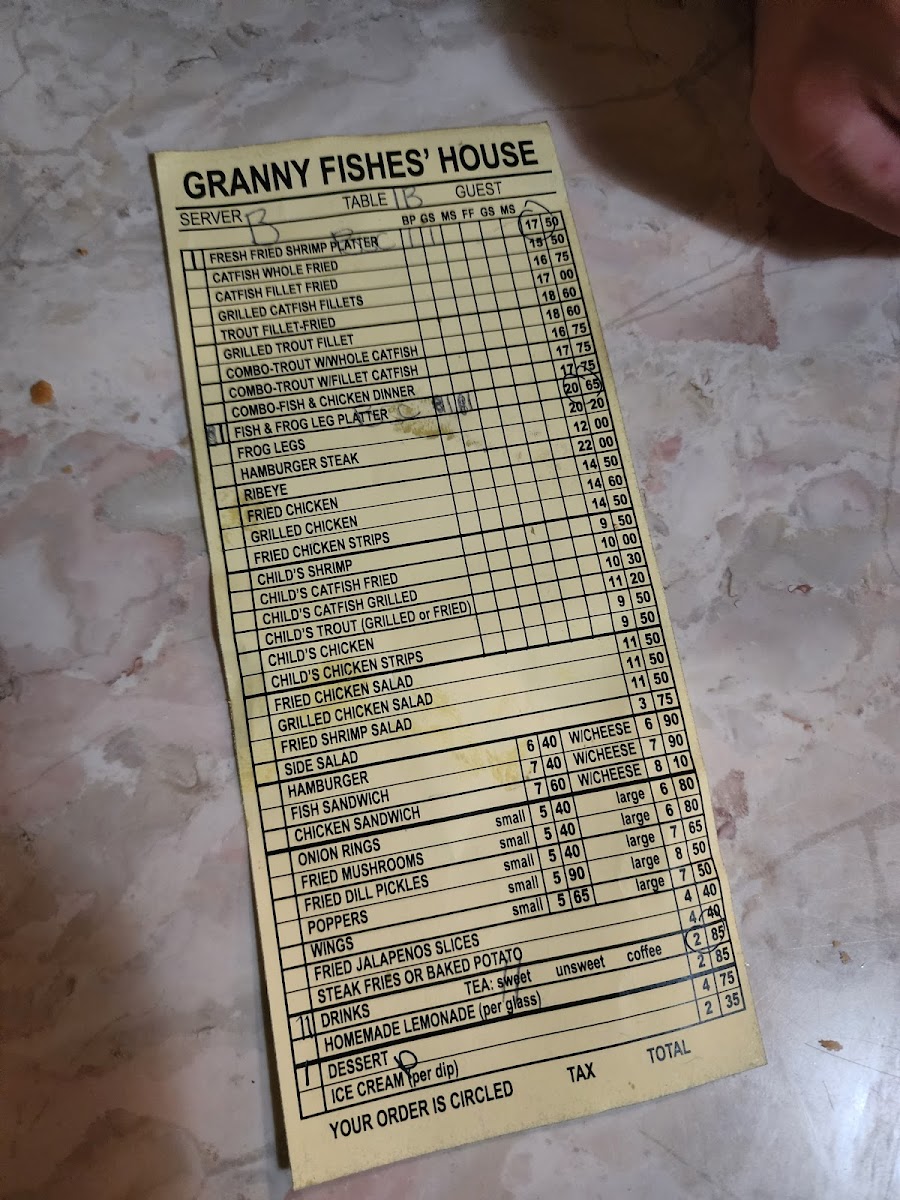 GRANNY FISHES' HOUSE
SERVER B TABLE 1B GUEST
BP GS MS FF GS MS
1 FRESH FRIED SHRIMP PLATTER 17 50
CATFISH WHOLE FRIED 15 50
CATFISH FILLET FRIED 16 75
GRILLED CATFISH FILLETS 17 00
TROUT FILLET-FRIED 18 60
GRILLED TROUT FILLET 18 60
COMBO-TROUT W/WHOLE CATFISH 16 75
COMBO-TROUT W/FILLET CATFISH 17 75
COMBO-FISH & CHICKEN DINNER 17 75
FISH & FROG LEG PLATTER 20 65
FROG LEGS 20 20
HAMBURGER STEAK 12 00
RIBEYE 22 00
FRIED CHICKEN 14 50
GRILLED CHICKEN 14 60
FRIED CHICKEN STRIPS 14 50
CHILD'S SHRIMP 9 50
CHILD'S CATFISH FRIED 10 00
CHILD'S CATFISH GRILLED 10 30
CHILD'S TROUT (GRILLED or FRIED) 11 20
CHILD'S CHICKEN 9 50
CHILD'S CHICKEN STRIPS 9 50
FRIED CHICKEN SALAD 11 50
GRILLED CHICKEN SALAD 11 50
FRIED SHRIMP SALAD 11 50
SIDE SALAD 3 75
HAMBURGER 6 40 W/CHEESE 6 90
FISH SANDWICH 7 40 W/CHEESE 7 90
CHICKEN SANDWICH 7 60 W/CHEESE 8 10
ONION RINGS small 5 40 large 6 80
FRIED MUSHROOMS small 5 40 large 6 80
FRIED DILL PICKLES small 5 40 large 7 65
POPPERS small 5 90 large 8 50
WINGS small 5 65 large 7 50
FRIED JALAPENOS SLICES 4 40
STEAK FRIES OR BAKED POTATO 4 40
11 DRINKS TEA: sweet unsweet coffee 2 85
HOMEMADE LEMONADE (per glass) 2 85
1 DESSERT 4 75
ICE CREAM (per dip) 2 35
YOUR ORDER IS CIRCLED TAX TOTAL